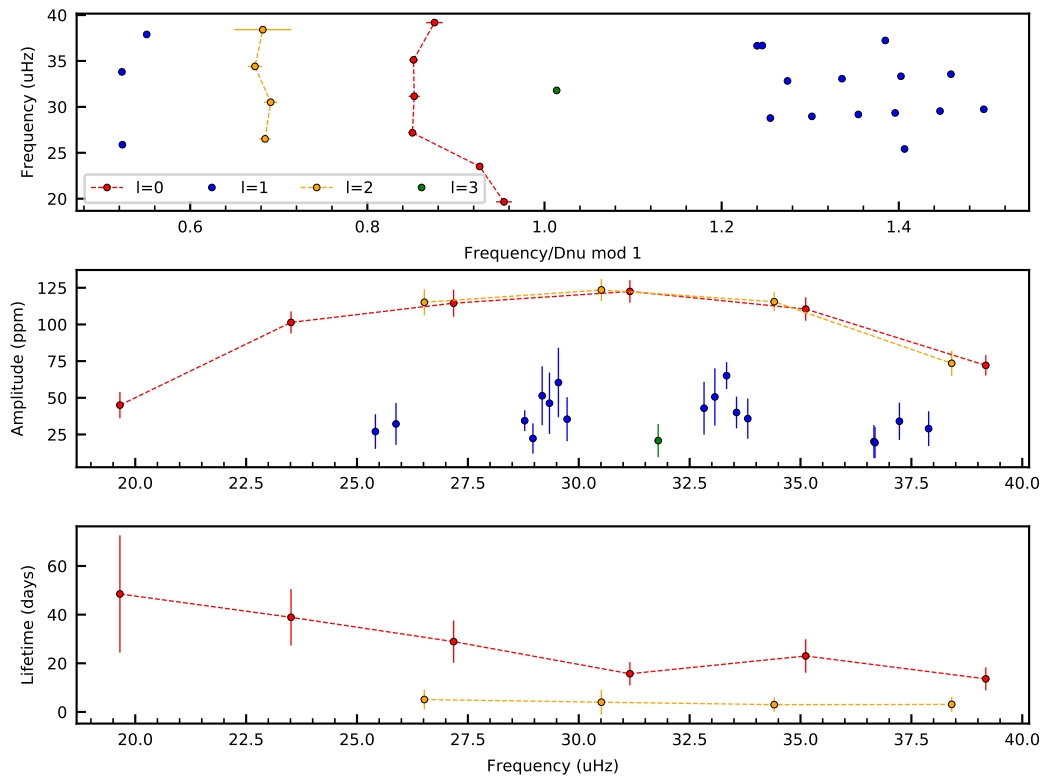 40
35
30
25
20
Frequency (uHz)
l=0 l=1 l=2 l=3
0.6 0.8 1.0 1.2 1.4
Frequency/Dnu mod 1
125
100
75
50
25
Amplitude (ppm)
20.0 22.5 25.0 27.5 30.0 32.5 35.0 37.5 40.0
60
40
20
0
Lifetime (days)
20.0 22.5 25.0 27.5 30.0 32.5 35.0 37.5 40.0
Frequency (uHz)